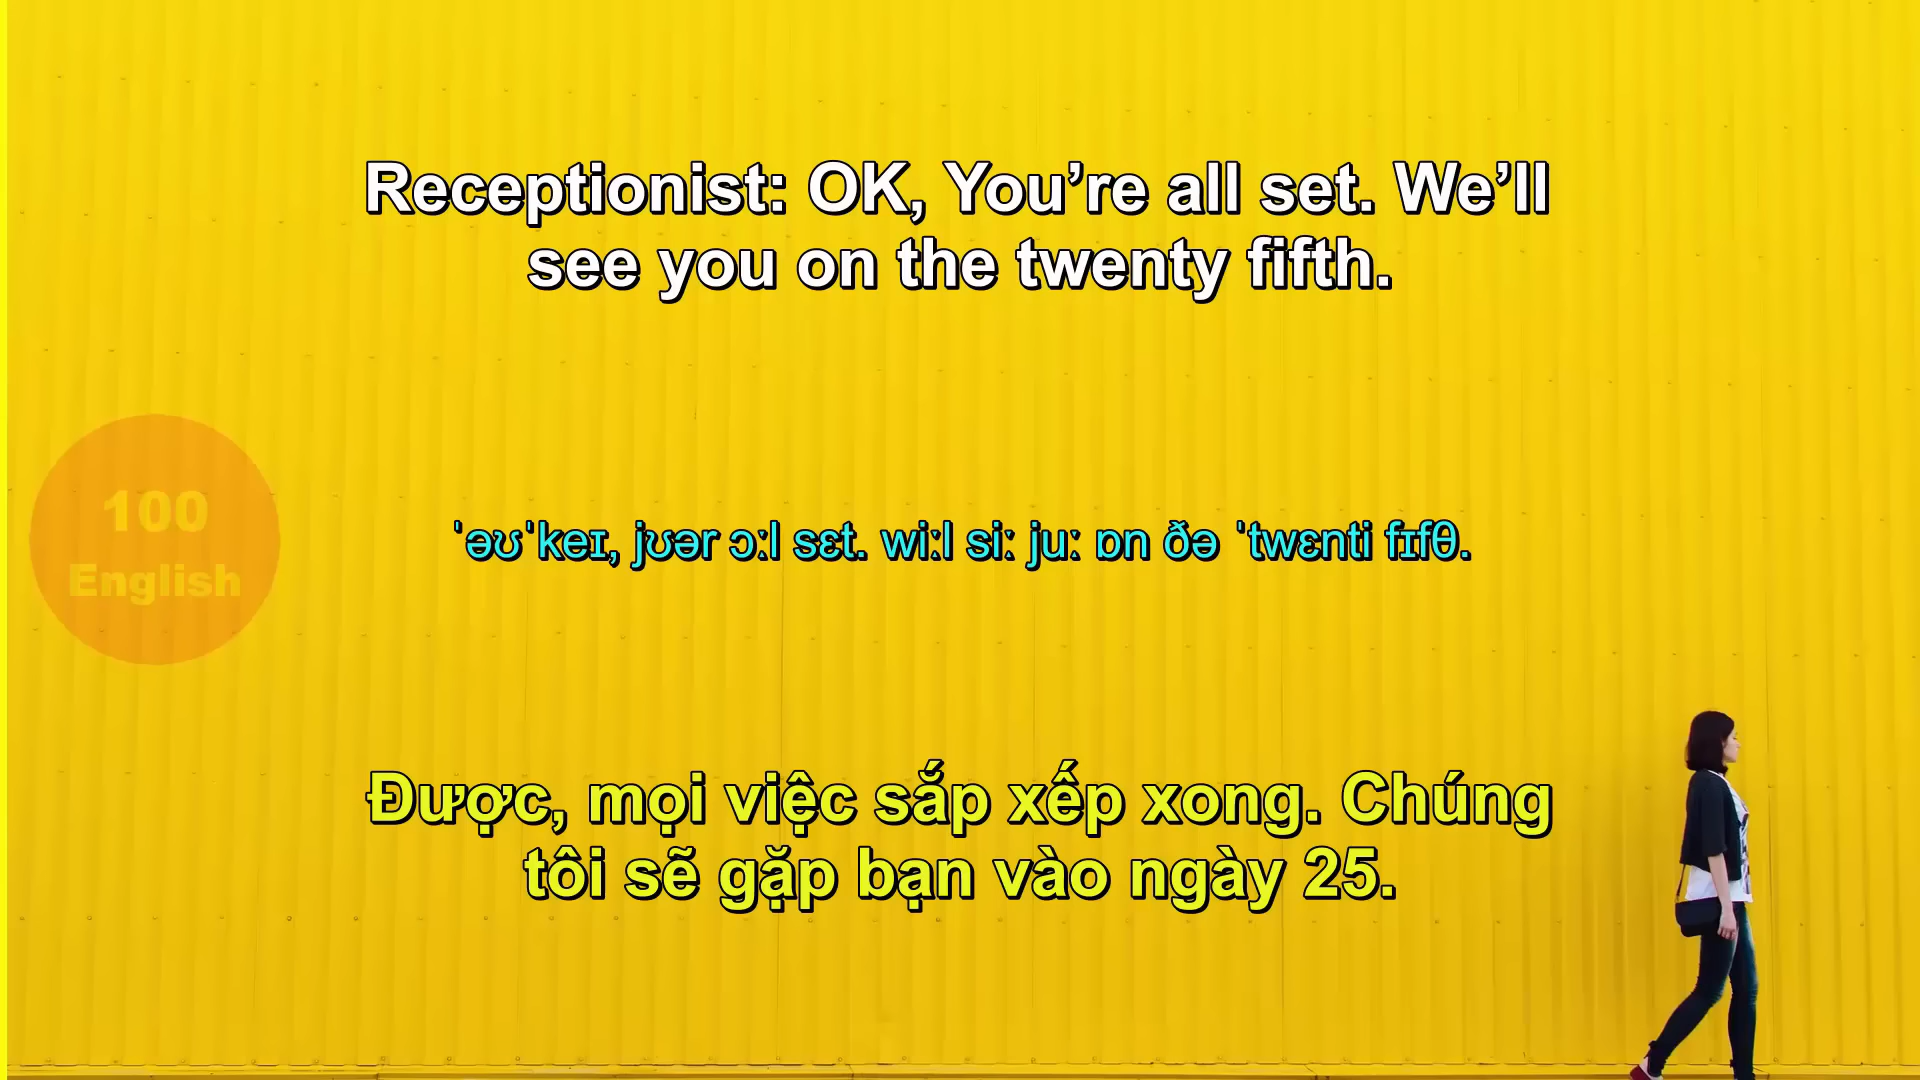 Receptionist: OK, You’re all set. We’ll
see you on the twenty fifth.
100
English
ˈəʊˈkeɪ, jʊər ɔːl sɛt. wiːl siː juː ɒn ðə ˈtwɛnti fɪfθ.
Được, mọi việc sắp xếp xong. Chúng
tôi sẽ gặp bạn vào ngày 25.